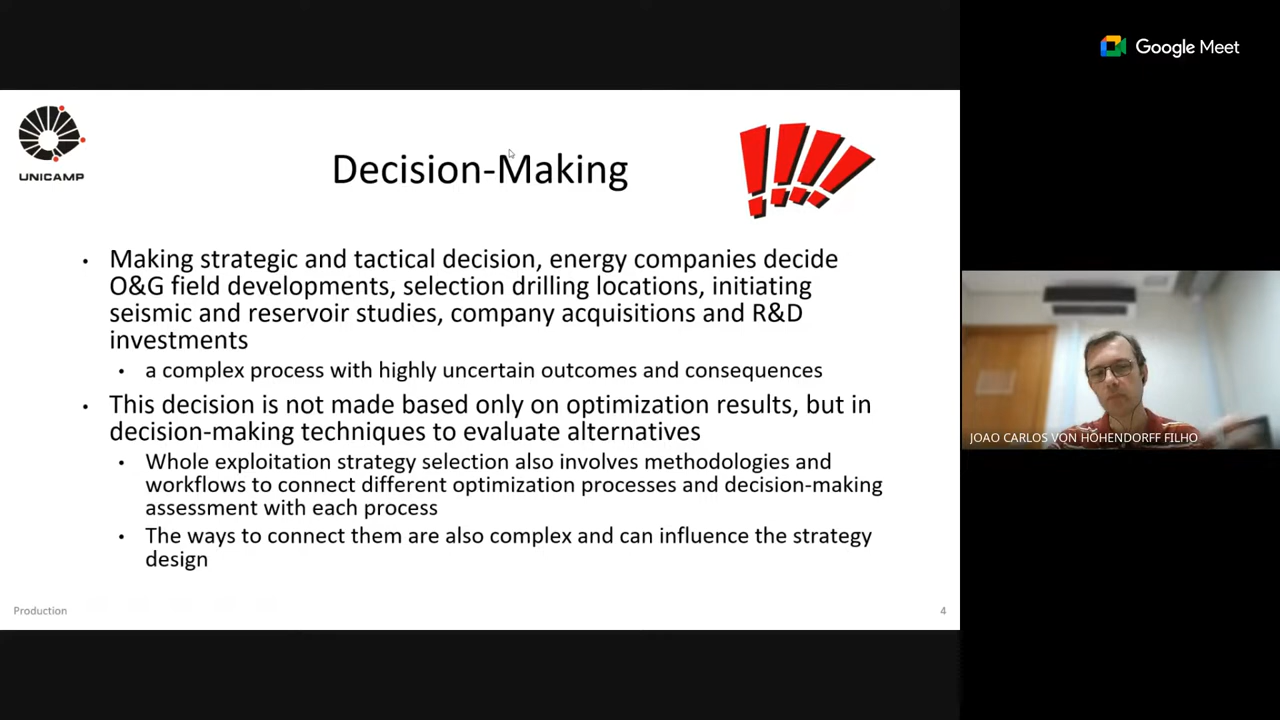 Google Meet
UNICAMP
Decision-Making
• Making strategic and tactical decision, energy companies decide
O&G field developments, selection drilling locations, initiating
seismic and reservoir studies, company acquisitions and R&D
investments
• a complex process with highly uncertain outcomes and consequences
• This decision is not made based only on optimization results, but in
decision-making techniques to evaluate alternatives
• Whole exploitation strategy selection also involves methodologies and
workflows to connect different optimization processes and decision-making
assessment with each process
• The ways to connect them are also complex and can influence the strategy
design
Production
4
JOAO CARLOS VON HOHENDORFF FILHO